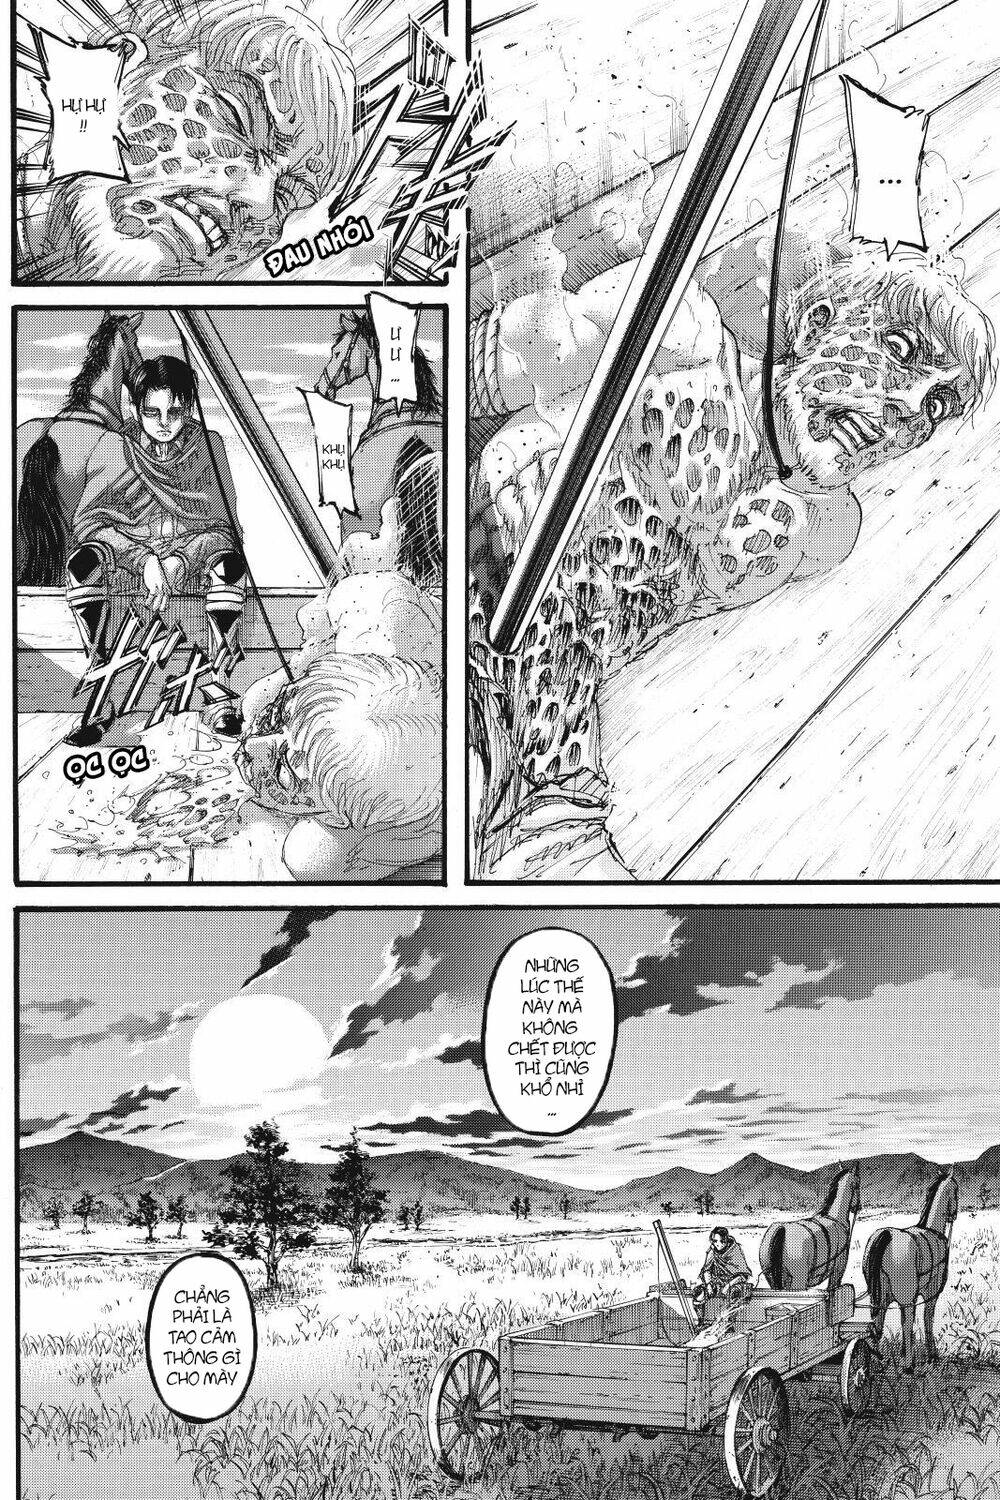 ...
HỰ HỰ
!!
ĐAU NHÓI
Ư
Ư
...
KHỤ
KHỤ
ỌC ỌC
NHỮNG
LÚC THẾ
NÀY MÀ
KHÔNG
CHẾT ĐƯỢC
THÌ CŨNG
KHỔ NHỈ
...
CHẲNG
PHẢI LÀ
TAO CẢM
THÔNG GÌ
CHO MÀY